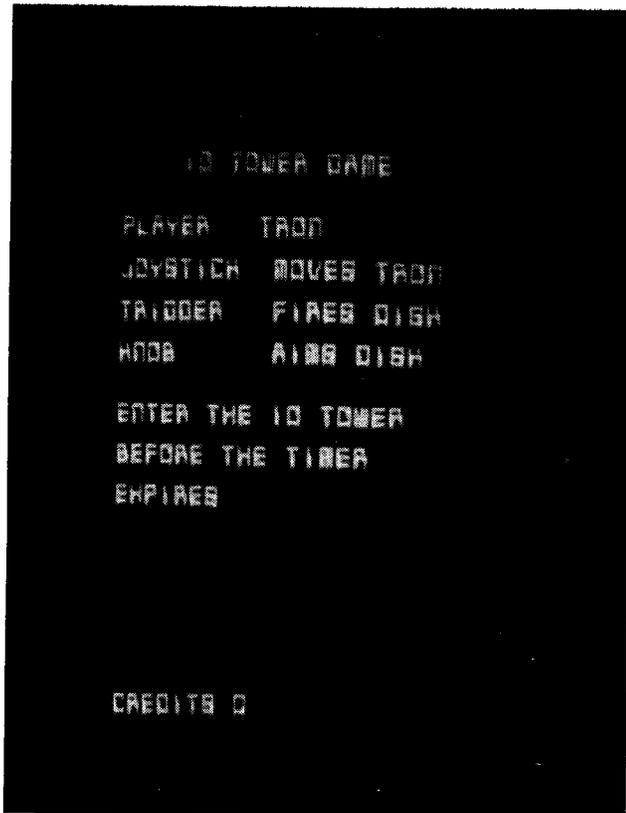 IO TOWER GAME
PLAYER TRON
JOYSTICK MOVES TRON
TRIGGER FIRES DISK
KNOB AIMS DISK
ENTER THE IO TOWER
BEFORE THE TIMER
EXPIRES
CREDITS 0